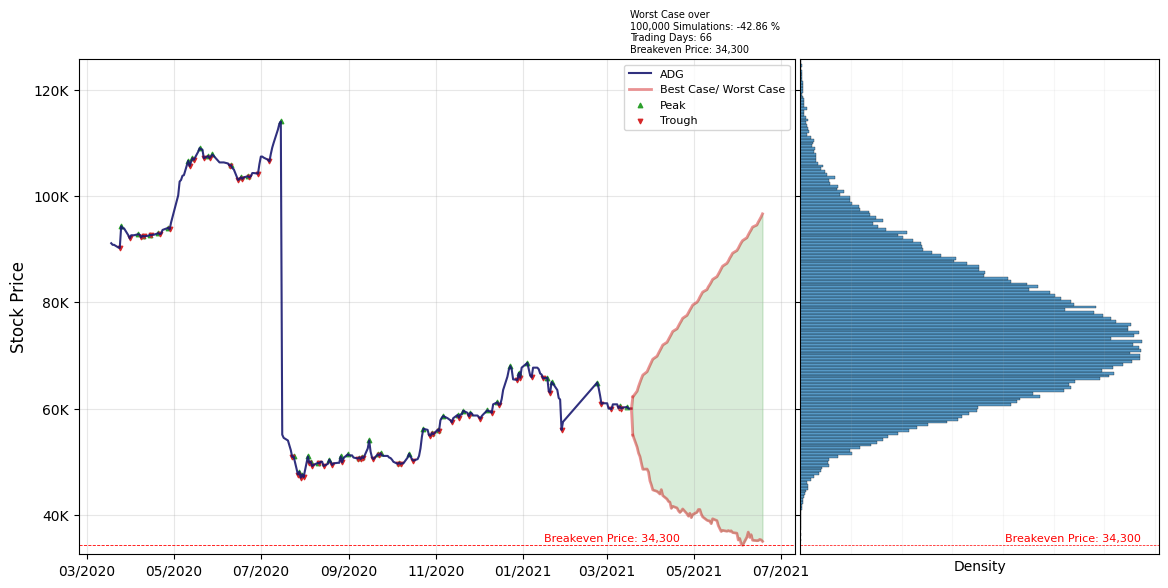 Worst Case over
100,000 Simulations: -42.86 %
Trading Days: 66
Breakeven Price: 34,300
ADG
Best Case/ Worst Case
Peak
Trough
Stock Price
120K
100K
80K
60K
40K
Breakeven Price: 34,300
Breakeven Price: 34,300
03/2020
05/2020
07/2020
09/2020
11/2020
01/2021
03/2021
05/2021
07/2021
Density